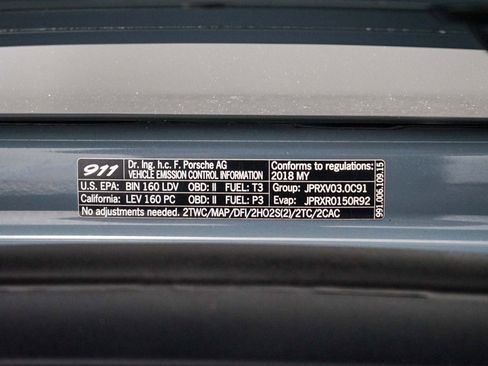 911 Dr. Ing. h.c. F. Porsche AG Conforms to regulations:
VEHICLE EMISSION CONTROL INFORMATION 2018 MY
U.S. EPA: BIN 160 LDV OBD: II FUEL: T3 Group: JPRXV03.0C91
California: LEV 160 PC OBD: II FUEL: P3 Evap: JPRXR0150R92
No adjustments needed. 2TWC/MAP/DFI/2HO2S(2)/2TC/2CAC
991.006.109.15